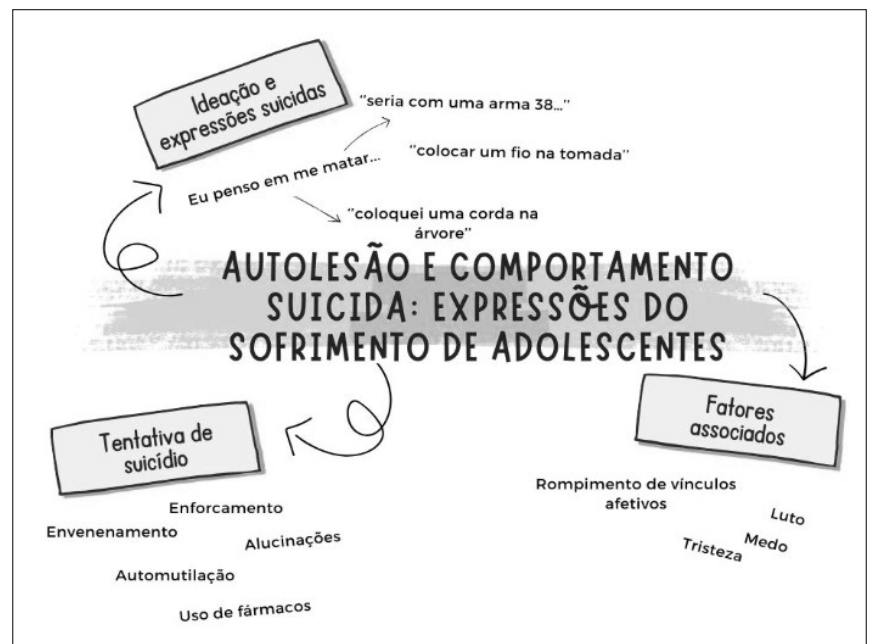 Ideação e
expressões suicidas
"seria com uma arma 38..."
Eu penso em me matar...
"colocar um fio na tomada"
"coloquei uma corda na
árvore"
AUTOLESÃO E COMPORTAMENTO
SUICIDA: EXPRESSÕES DO
SOFRIMENTO DE ADOLESCENTES
Tentativa de
suicídio
Enforcamento
Envenenamento
Alucinações
Automutilação
Uso de fármacos
Fatores
associados
Rompimento de vínculos
afetivos
Luto
Medo
Tristeza